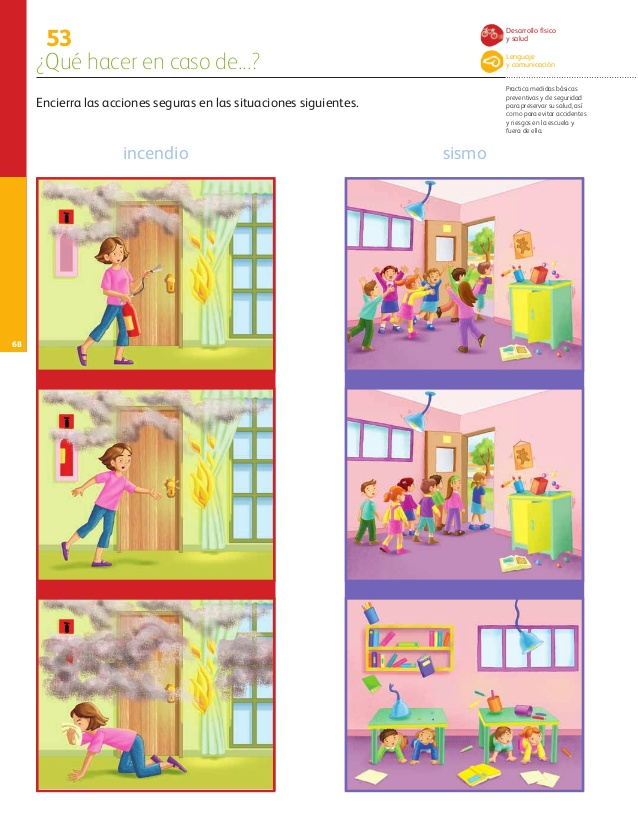 53
¿Qué hacer en caso de...?
Desarrollo físico
y salud
Lenguaje
y comunicación
Encierra las acciones seguras en las situaciones siguientes.
Practica medidas básicas
preventivas y de seguridad
para preservar su salud, así
como para evitar accidentes
y riesgos en la escuela y
fuera de ella.
incendio
sismo
68